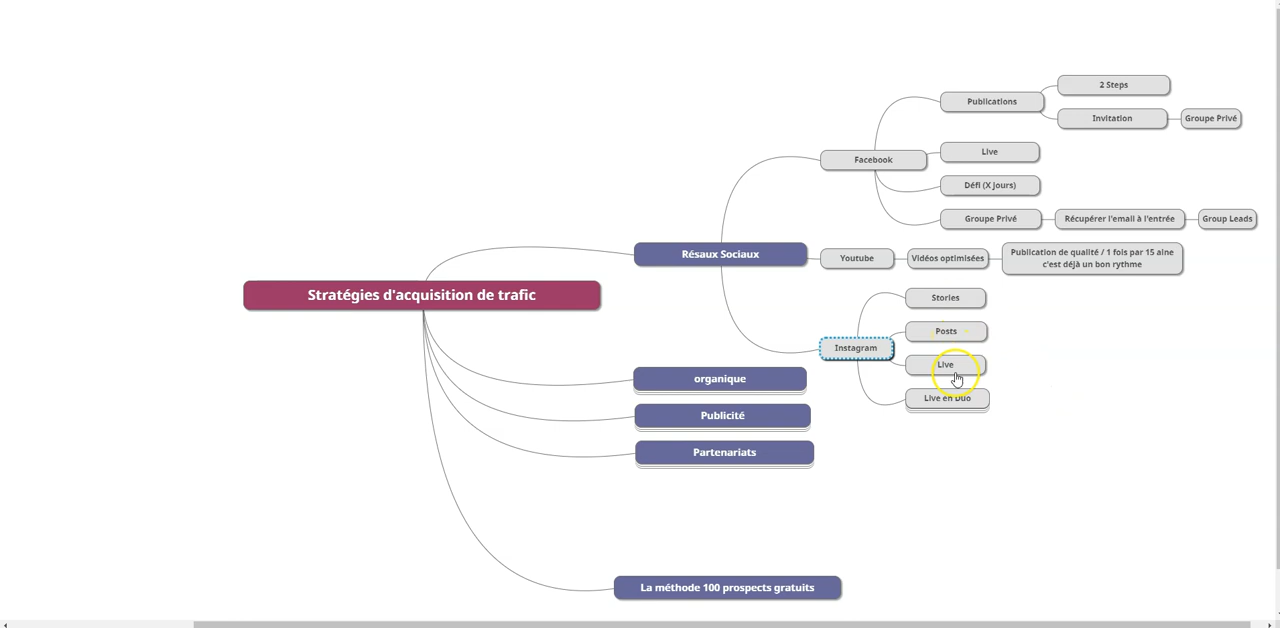 2 Steps
Publications
Invitation
Groupe Privé
Live
Facebook
Défi (X jours)
Groupe Privé
Récupérer l'email à l'entrée
Group Leads
Résaux Sociaux
Youtube
Vidéos optimisées
Publication de qualité / 1 fois par 15 aine
c'est déjà un bon rythme
Stratégies d'acquisition de trafic
Stories
Posts
Instagram
Live
Live en Duo
organique
Publicité
Partenariats
La méthode 100 prospects gratuits